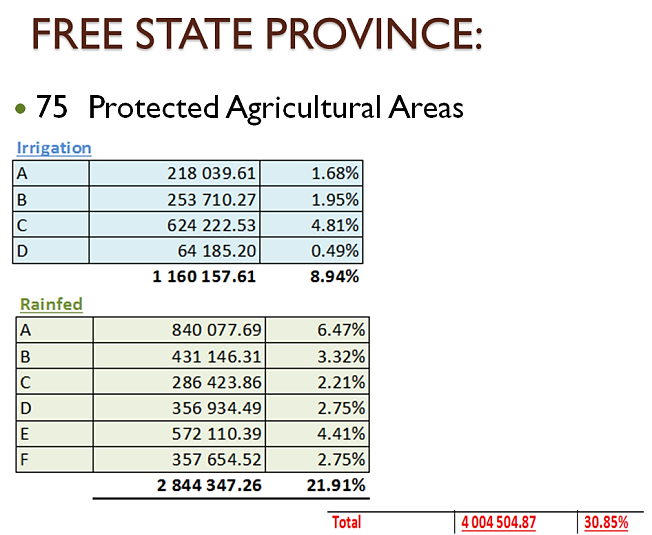 FREE STATE PROVINCE:
• 75 Protected Agricultural Areas
Irrigation
A 218 039.61 1.68%
B 253 710.27 1.95%
C 624 222.53 4.81%
D 64 185.20 0.49%
1 160 157.61 8.94%
Rainfed
A 840 077.69 6.47%
B 431 146.31 3.32%
C 286 423.86 2.21%
D 356 934.49 2.75%
E 572 110.39 4.41%
F 357 654.52 2.75%
2 844 347.26 21.91%
Total 4 004 504.87 30.85%